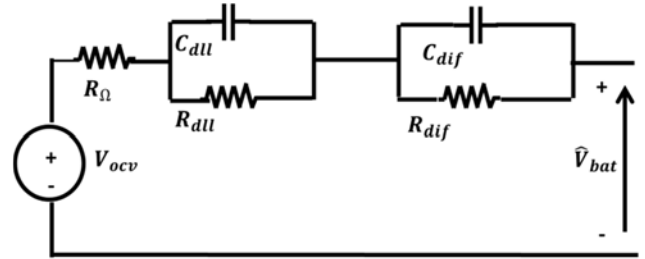 C_dll
C_dif
R_Ω
+
R_dll
R_dif
+
V_ocv
V̂_bat
-
-